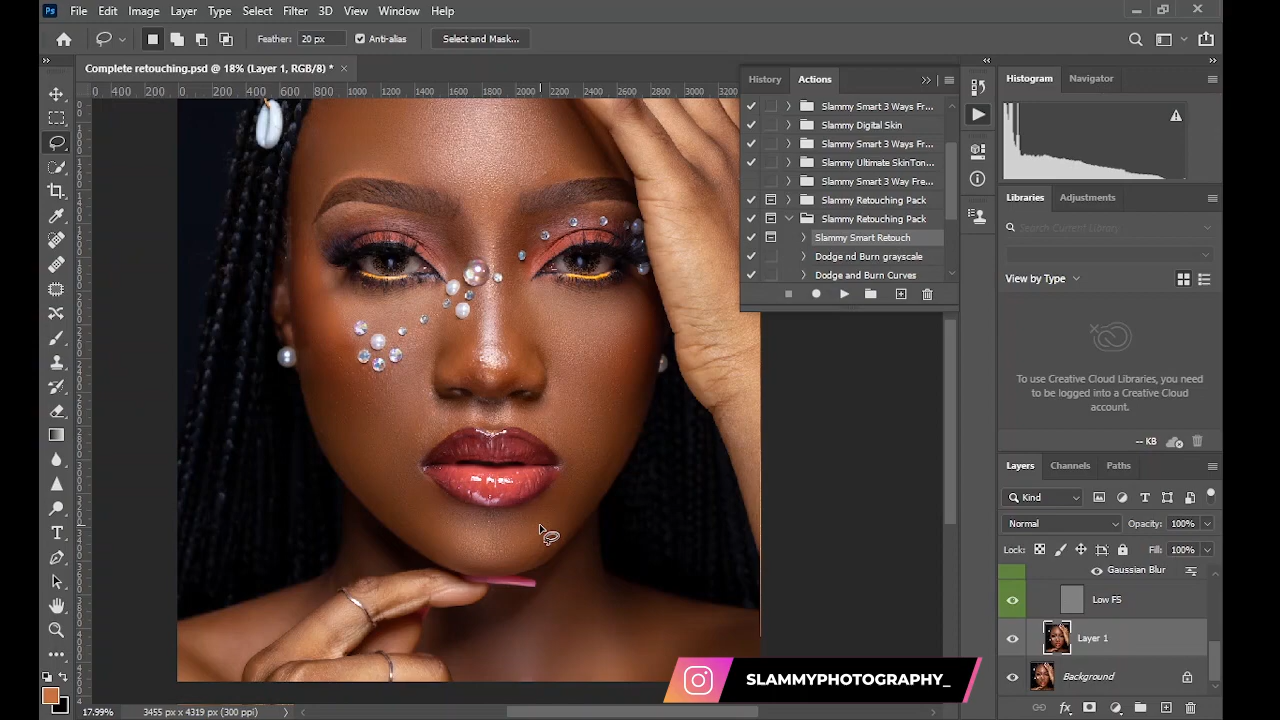 Ps File Edit Image Layer Type Select Filter 3D View Window Help
Feather: 20 px Anti-alias Select and Mask...
Complete retouching.psd @ 18% (Layer 1, RGB/8) *
400 200 0 200 400 1000 1200 1400 1600 1800 2000 2200 2400 2600 2800 3000 3200
History Actions
Slammy Smart 3 Ways Fr...
Slammy Digital Skin
Slammy Smart 3 Ways Fr...
Slammy Ultimate SkinTon...
Slammy Smart 3 Way Fre...
Slammy Retouching Pack
Slammy Retouching Pack
Slammy Smart Retouch
Dodge nd Burn grayscale
Dodge and Burn Curves
Histogram Navigator
Libraries Adjustments
Search Current Library
View by Type
To use Creative Cloud Libraries, you need
to be logged into a Creative Cloud
account.
-- KB
Layers Channels Paths
Kind
Normal Opacity: 100%
Lock: Fill: 100%
Gaussian Blur
Low FS
Layer 1
Background
SLAMMYPHOTOGRAPHY_
17.99% 3455 px x 4319 px (300 ppi)